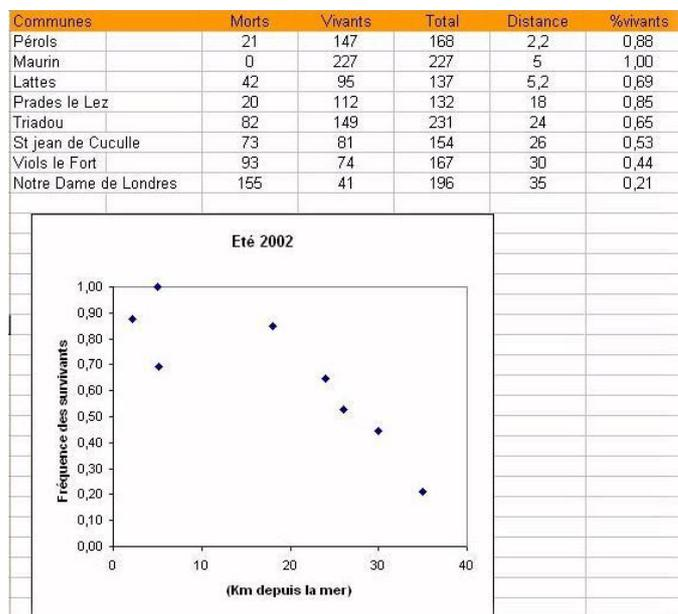 Communes Morts Vivants Total Distance %vivants
Pérols 21 147 168 2,2 0,88
Maurin 0 227 227 5 1,00
Lattes 42 95 137 5,2 0,69
Prades le Lez 20 112 132 18 0,85
Triadou 82 149 231 24 0,65
St jean de Cuculle 73 81 154 26 0,53
Viols le Fort 93 74 167 30 0,44
Notre Dame de Londres 155 41 196 35 0,21
Eté 2002
Fréquence des survivants
1,00
0,90
0,80
0,70
0,60
0,50
0,40
0,30
0,20
0,10
0,00
0 10 20 30 40
(Km depuis la mer)